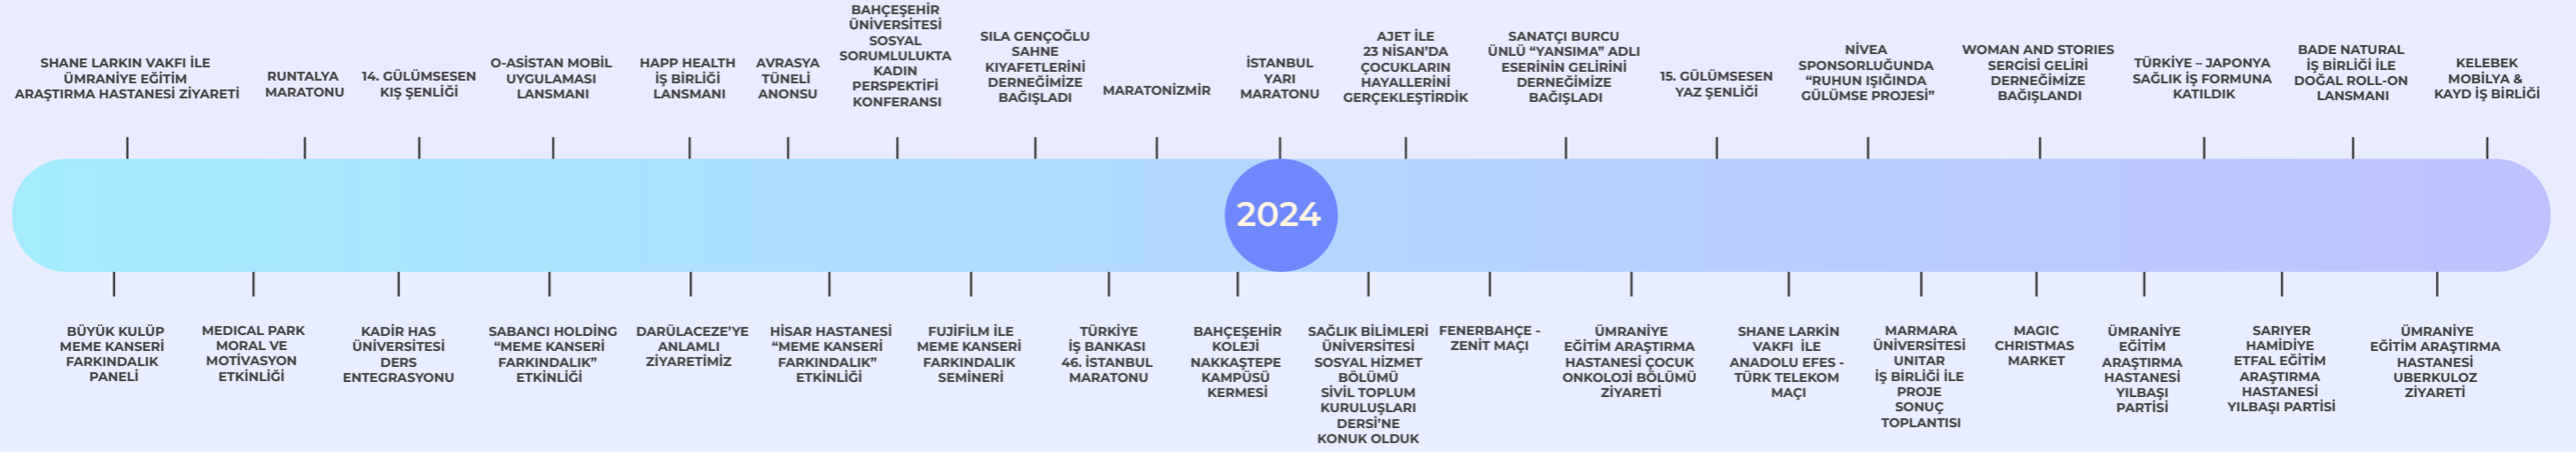 SHANE LARKIN VAKFI İLE
ÜMRANİYE EĞİTİM
ARAŞTIRMA HASTANESİ ZİYARETİ
RUNTALYA
MARATONU
14. GÜLÜMSESEN
KIŞ ŞENLİĞİ
O-ASİSTAN MOBİL
UYGULAMASI
LANSMANI
HAPP HEALTH
İŞ BİRLİĞİ
LANSMANI
AVRASYA
TÜNELİ
ANONSU
BAHÇEŞEHİR
ÜNİVERSİTESİ
SOSYAL
SORUMLULUKTA
KADIN
PERSPEKTİFİ
KONFERANSI
SILA GENÇOĞLU
SAHNE
KIYAFETLERİNİ
DERNEĞİMİZE
BAĞIŞLADI
MARATONİZMİR
İSTANBUL
YARI
MARATONU
AJET İLE
23 NİSAN’DA
ÇOCUKLARIN
HAYALLERİNİ
GERÇEKLEŞTİRDİK
SANATÇI BURCU
ÜNLÜ “YANSIMA” ADLI
ESERİNİN GELİRİNİ
DERNEĞİMİZE
BAĞIŞLADI
15. GÜLÜMSESEN
YAZ ŞENLİĞİ
NİVEA
SPONSORLUĞUNDA
“RUHUN IŞIĞINDA
GÜLÜMSE PROJESİ”
WOMAN AND STORIES
SERGİSİ GELİRİ
DERNEĞİMİZE
BAĞIŞLANDI
TÜRKİYE – JAPONYA
SAĞLIK İŞ FORMUNA
KATILDIK
BADE NATURAL
İŞ BİRLİĞİ İLE
DOĞAL ROLL-ON
LANSMANI
KELEBEK
MOBİLYA &
KAYD İŞ BİRLİĞİ
2024
BÜYÜK KULÜP
MEME KANSERİ
FARKINDALIK
PANELİ
MEDICAL PARK
MORAL VE
MOTİVASYON
ETKİNLİĞİ
KADİR HAS
ÜNİVERSİTESİ
DERS
ENTEGRASYONU
SABANCI HOLDİNG
“MEME KANSERİ
FARKINDALIK”
ETKİNLİĞİ
DARÜLACEZE’YE
ANLAMLI
ZİYARETİMİZ
HİSAR HASTANESİ
“MEME KANSERİ
FARKINDALIK”
ETKİNLİĞİ
FUJİFİLM İLE
MEME KANSERİ
FARKINDALIK
SEMİNERİ
TÜRKİYE
İŞ BANKASI
46. İSTANBUL
MARATONU
BAHÇEŞEHİR
KOLEJİ
NAKKAŞTEPE
KAMPÜSÜ
KERMESİ
SAĞLIK BİLİMLERİ
ÜNİVERSİTESİ
SOSYAL HİZMET
BÖLÜMÜ
SİVİL TOPLUM
KURULUŞLARI
DERSİ’NE
KONUK OLDUK
FENERBAHÇE -
ZENİT MAÇI
ÜMRANİYE
EĞİTİM ARAŞTIRMA
HASTANESİ ÇOCUK
ONKOLOJİ BÖLÜMÜ
ZİYARETİ
SHANE LARKİN
VAKFI İLE
ANADOLU EFES -
TÜRK TELEKOM
MAÇI
MARMARA
ÜNİVERSİTESİ
UNITAR
İŞ BİRLİĞİ İLE
PROJE
SONUÇ
TOPLANTISI
MAGIC
CHRISTMAS
MARKET
ÜMRANİYE
EĞİTİM
ARAŞTIRMA
HASTANESİ
YILBAŞI
PARTİSİ
SARIYER
HAMİDİYE
ETFAL EĞİTİM
ARAŞTIRMA
HASTANESİ
YILBAŞI PARTİSİ
ÜMRANİYE
EĞİTİM ARAŞTIRMA
HASTANESİ
UBERKULOZ
ZİYARETİ